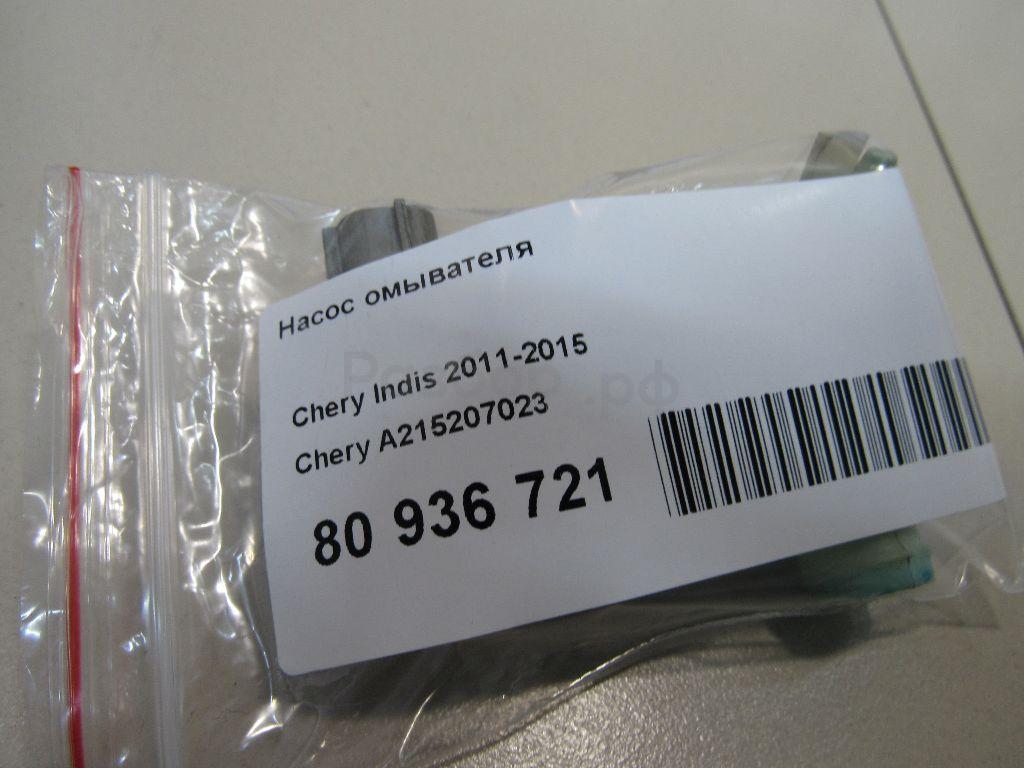 Насос омывателя
Chery Indis 2011-2015
Chery A215207023
80 936 721